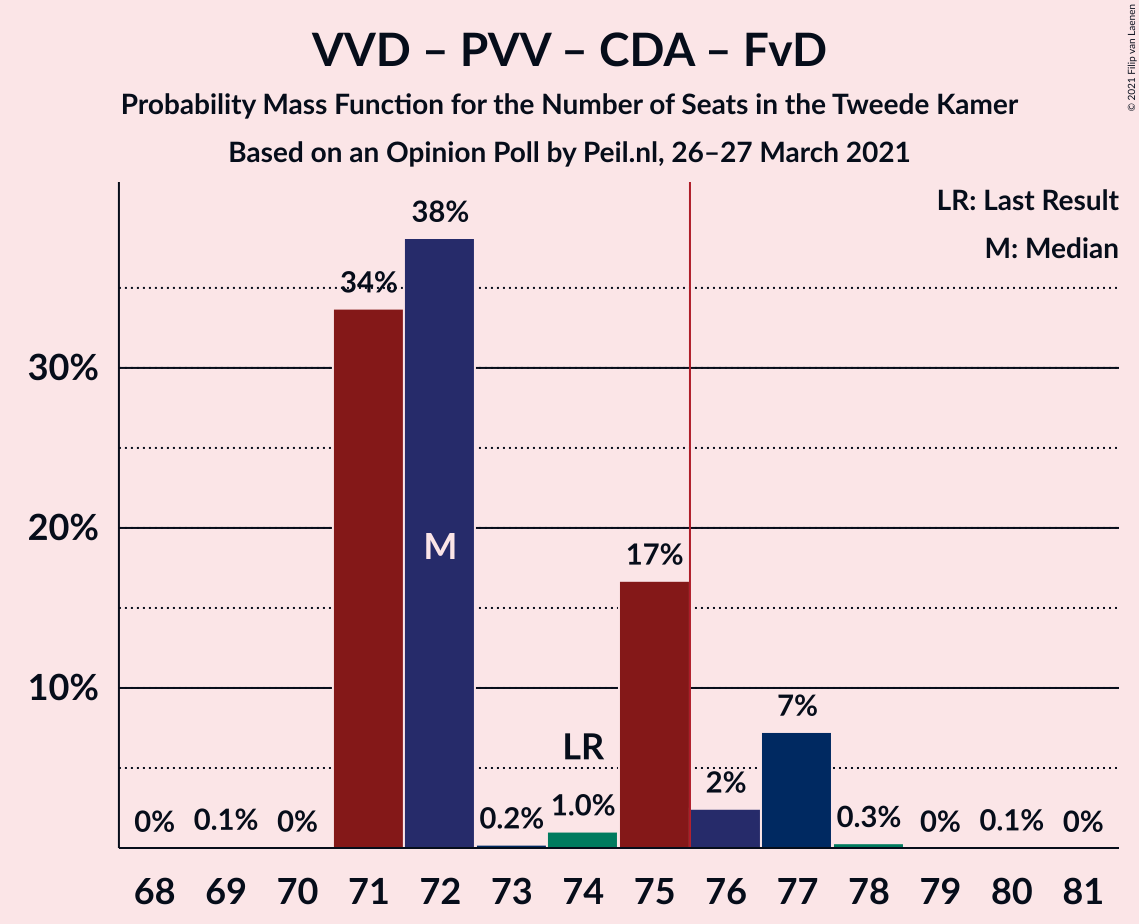 VVD – PVV – CDA – FvD
Probability Mass Function for the Number of Seats in the Tweede Kamer
Based on an Opinion Poll by Peil.nl, 26–27 March 2021
© 2021 Filip van Laenen
LR: Last Result
M: Median
38%
34%
30%
M
20%
17%
10%
7%
LR
2%
1.0%
0% 0.1% 0% 0.2% 0.3% 0% 0.1% 0%
68 69 70 71 72 73 74 75 76 77 78 79 80 81